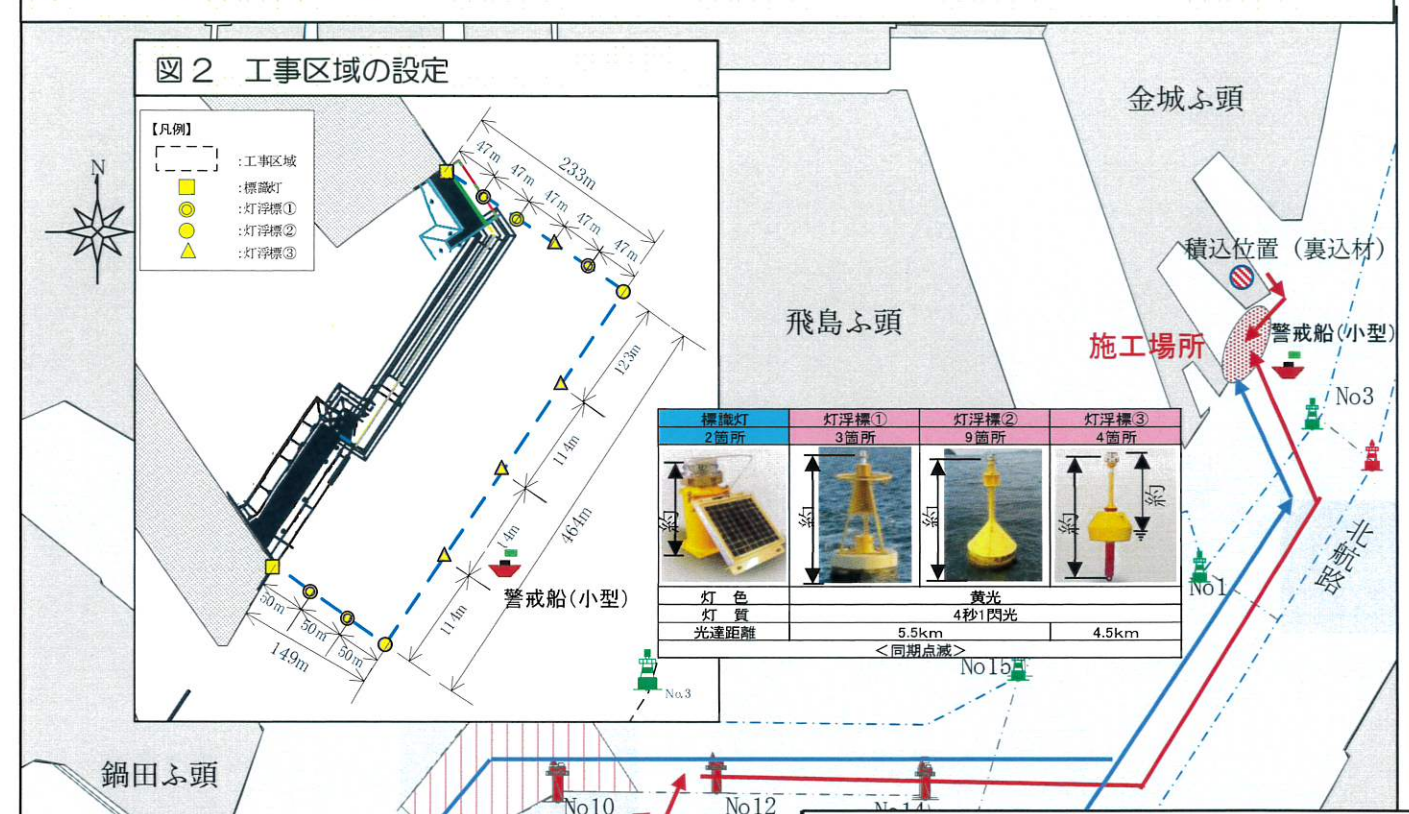 図2 工事区域の設定
【凡例】
:工事区域
:標識灯
:灯浮標①
:灯浮標②
:灯浮標③
N
47m
47m
47m
47m
47m
233m
123m
114m
114m
464m
警戒船(小型)
50m
50m
50m
149m
No.3
金城ふ頭
積込位置(裏込材)
飛島ふ頭
施工場所
警戒船(小型)
No3
標識灯 灯浮標① 灯浮標② 灯浮標③
2箇所 3箇所 9箇所 4箇所
約 約 約 約 約
灯 色 黄光
灯 質 4秒1閃光
光達距離 5.5km 4.5km
<同期点滅>
北航路
No1
No15
鍋田ふ頭
No10
No12
No14